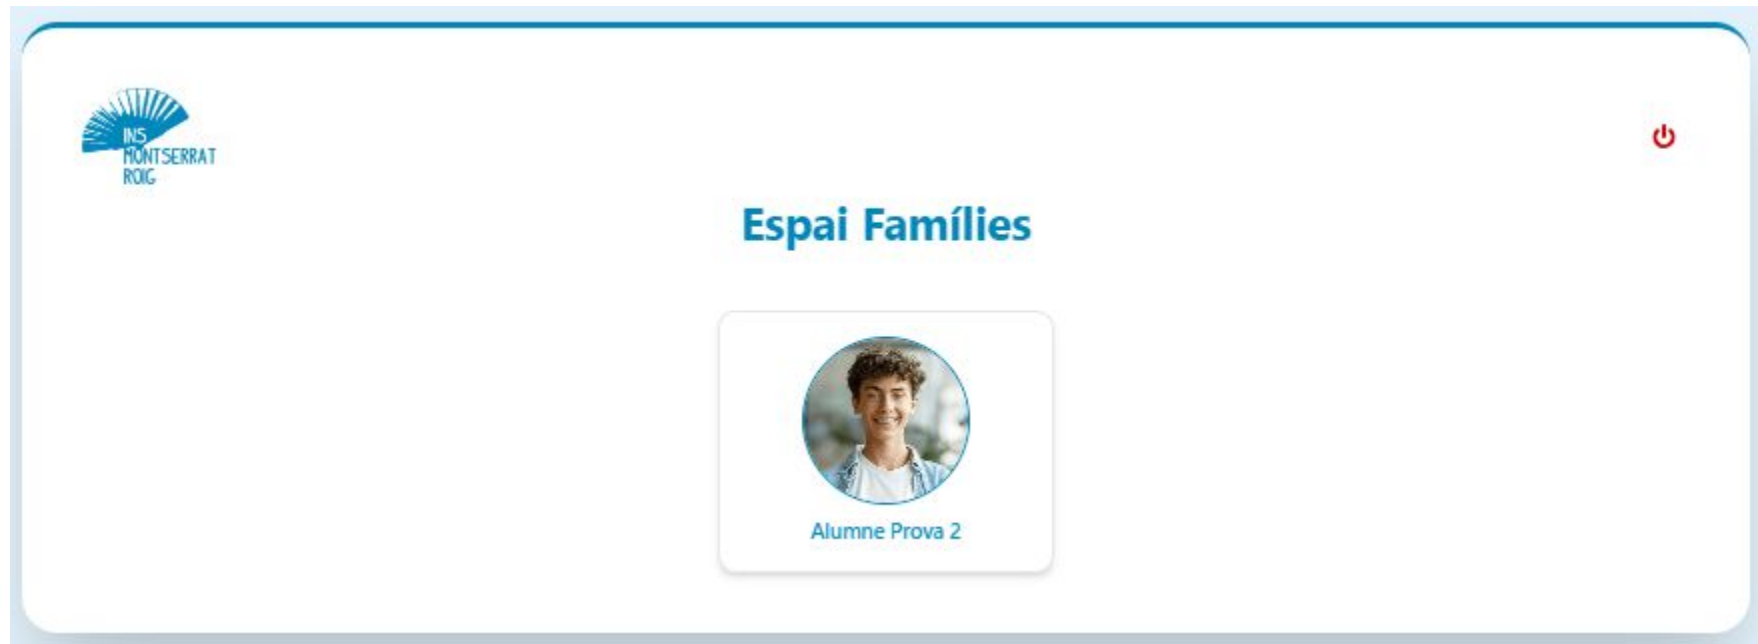 INS
MONTSERRAT
ROIG
Espai Famílies
Alumne Prova 2